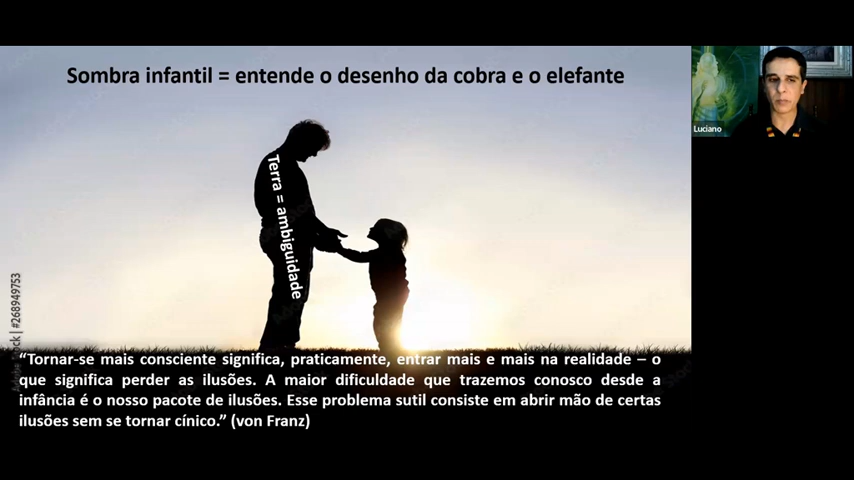 Sombra infantil = entende o desenho da cobra e o elefante
Luciano
Terra = ambiguidade
“Tornar-se mais consciente significa, praticamente, entrar mais e mais na realidade – o
que significa perder as ilusões. A maior dificuldade que trazemos conosco desde a
infância é o nosso pacote de ilusões. Esse problema sutil consiste em abrir mão de certas
ilusões sem se tornar cínico.” (von Franz)
Stock | #268949753